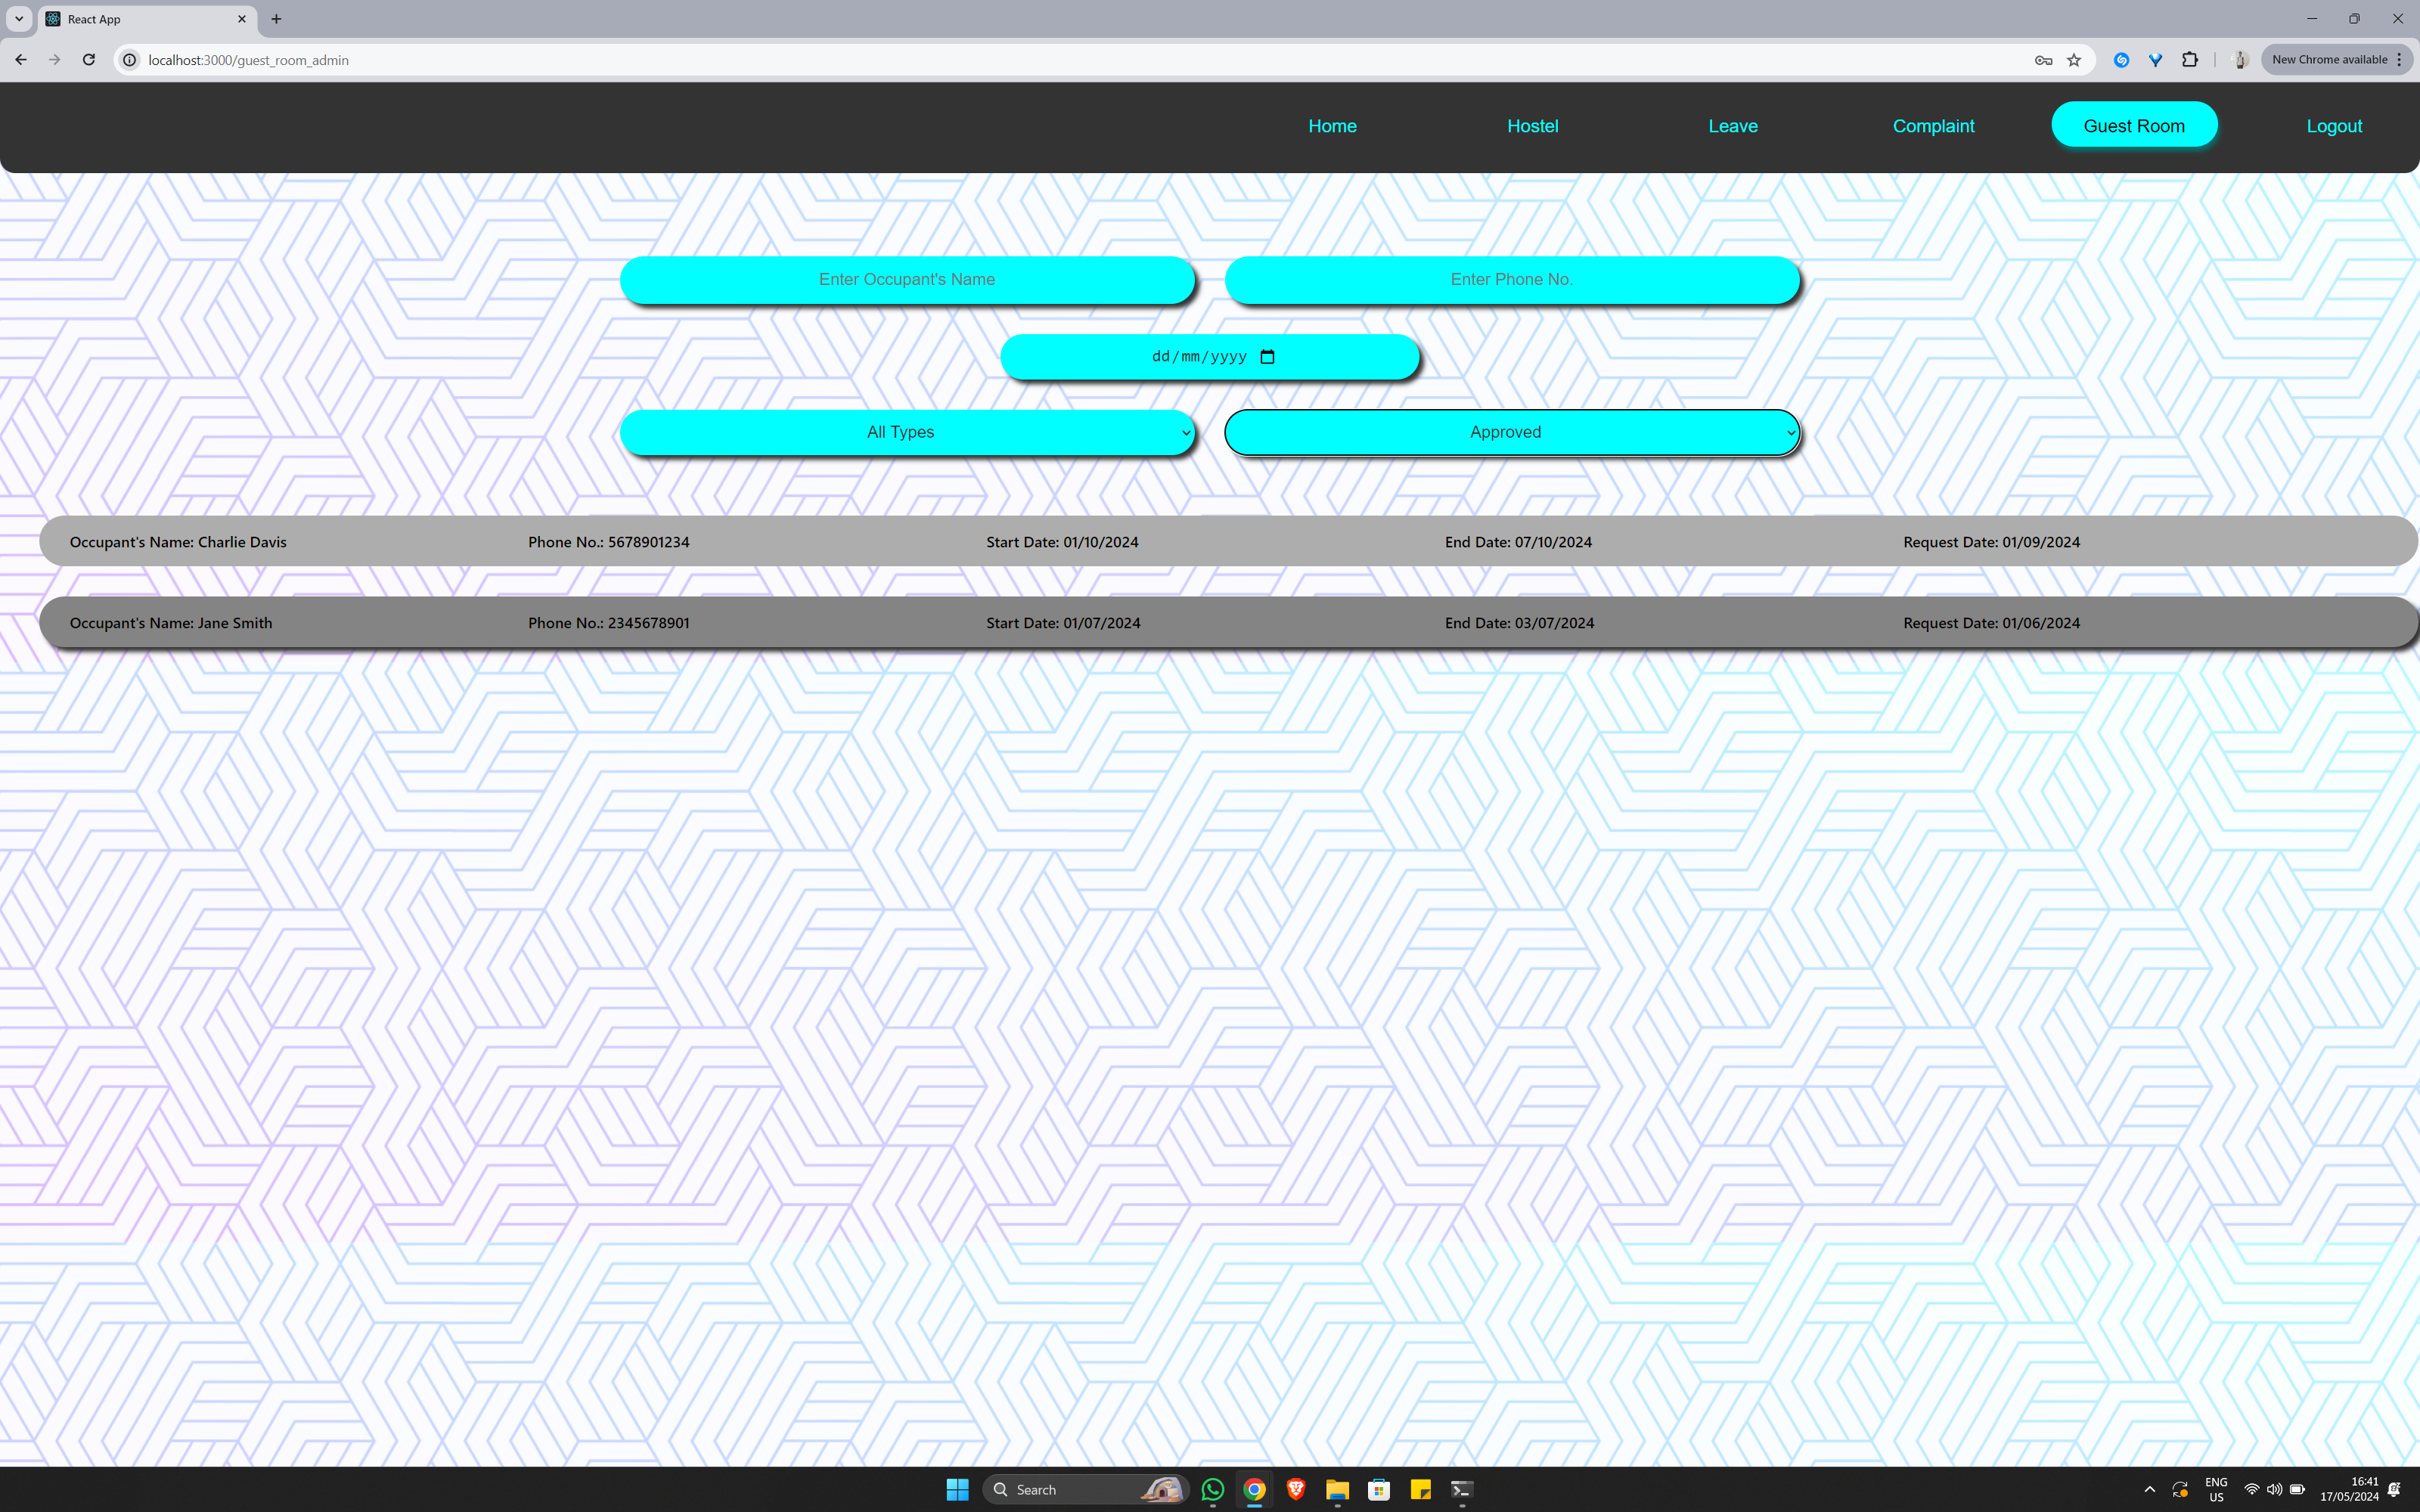 React App
localhost:3000/guest_room_admin
New Chrome available
Home Hostel Leave Complaint Guest Room Logout
Enter Occupant's Name Enter Phone No.
dd/mm/yyyy
All Types Approved
Occupant's Name: Charlie Davis Phone No.: 5678901234 Start Date: 01/10/2024 End Date: 07/10/2024 Request Date: 01/09/2024
Occupant's Name: Jane Smith Phone No.: 2345678901 Start Date: 01/07/2024 End Date: 03/07/2024 Request Date: 01/06/2024
Search
ENG
US
16:41
17/05/2024